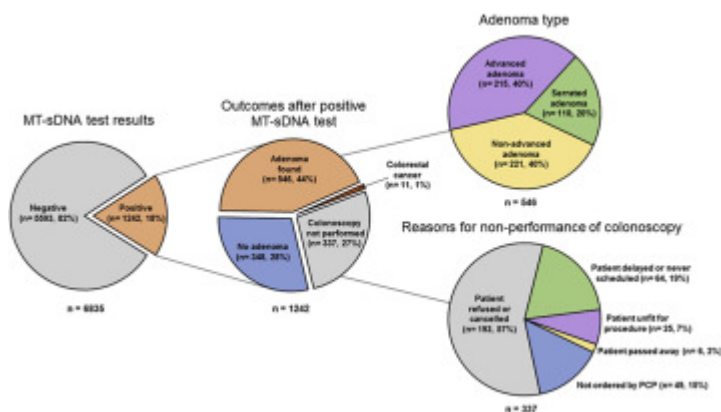 Adenoma type
Advanced
adenoma
(n= 215, 40%)
Serrated
adenoma
(n= 110, 20%)
Non-advanced
adenoma
(n= 221, 40%)
n = 546
MT-sDNA test results
Negative
(n= 5593, 82%)
Positive
(n= 1242, 18%)
n = 6835
Outcomes after positive
MT-sDNA test
Adenoma
found
(n= 546, 44%)
Colorectal
cancer
(n= 11, 1%)
Colonoscopy
not performed
(n= 337, 27%)
No adenoma
(n= 348, 28%)
n = 1242
Reasons for non-performance of colonoscopy
Patient
refused or
cancelled
(n= 193, 57%)
Patient delayed or never
scheduled (n= 64, 19%)
Patient unfit for
procedure (n= 25, 7%)
Patient passed away (n= 6, 2%)
Not ordered by PCP (n= 49, 15%)
n = 337